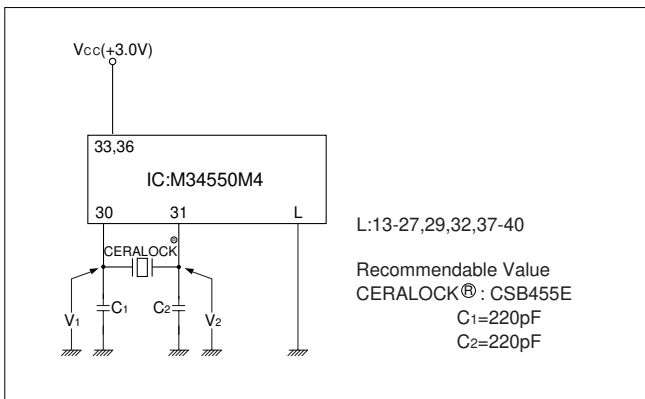 Vcc(+3.0V)
33,36
IC:M34550M4
30 31 L
CERALOCK®
V1 C1 C2 V2
L:13-27,29,32,37-40
Recommendable Value
CERALOCK® : CSB455E
C1=220pF
C2=220pF